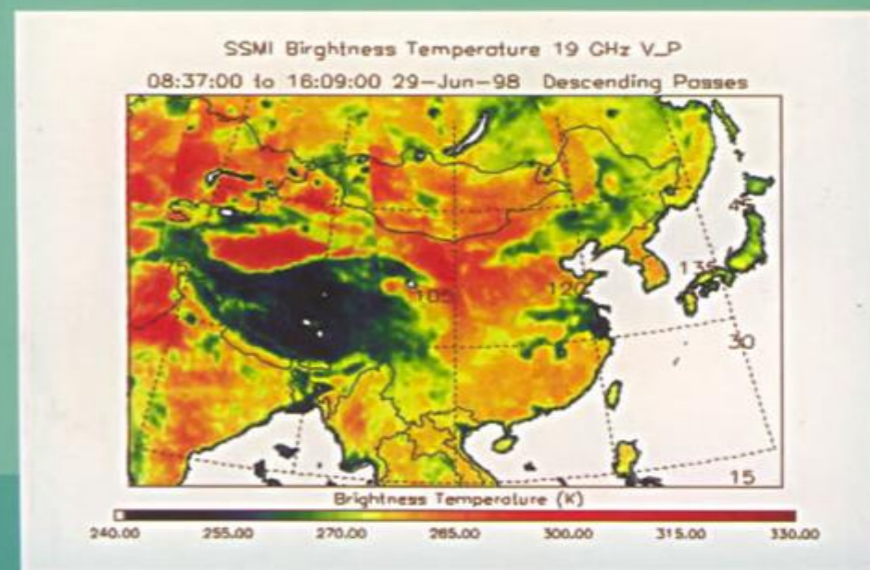 SSMI Birghtness Temperature 19 GHz V_P
08:37:00 to 16:09:00 29-Jun-98 Descending Passes
45
105
120
135
30
15
Brightness Temperature (K)
240.00 255.00 270.00 285.00 300.00 315.00 330.00